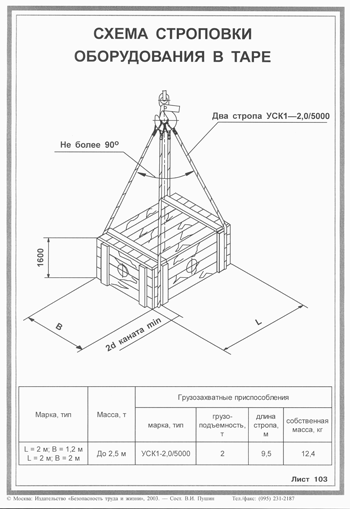 СХЕМА СТРОПОВКИ
ОБОРУДОВАНИЯ В ТАРЕ
Два стропа УСК1—2,0/5000
Не более 90º
1600
В
2d каната min
L
Марка, тип
Масса, т
Грузозахватные приспособления
марка, тип
грузо-
подъемность,
т
длина
стропа,
м
собственная
масса, кг
L = 2 м; В = 1,2 м
L = 2 м; В = 2 м
До 2,5 м
УСК1-2,0/5000
2
9,5
12,4
Лист 103
© Москва. Издательство «Безопасность труда и жизни», 2003. — Сост. В.И. Пушин Тел./факс: (095) 231-2187